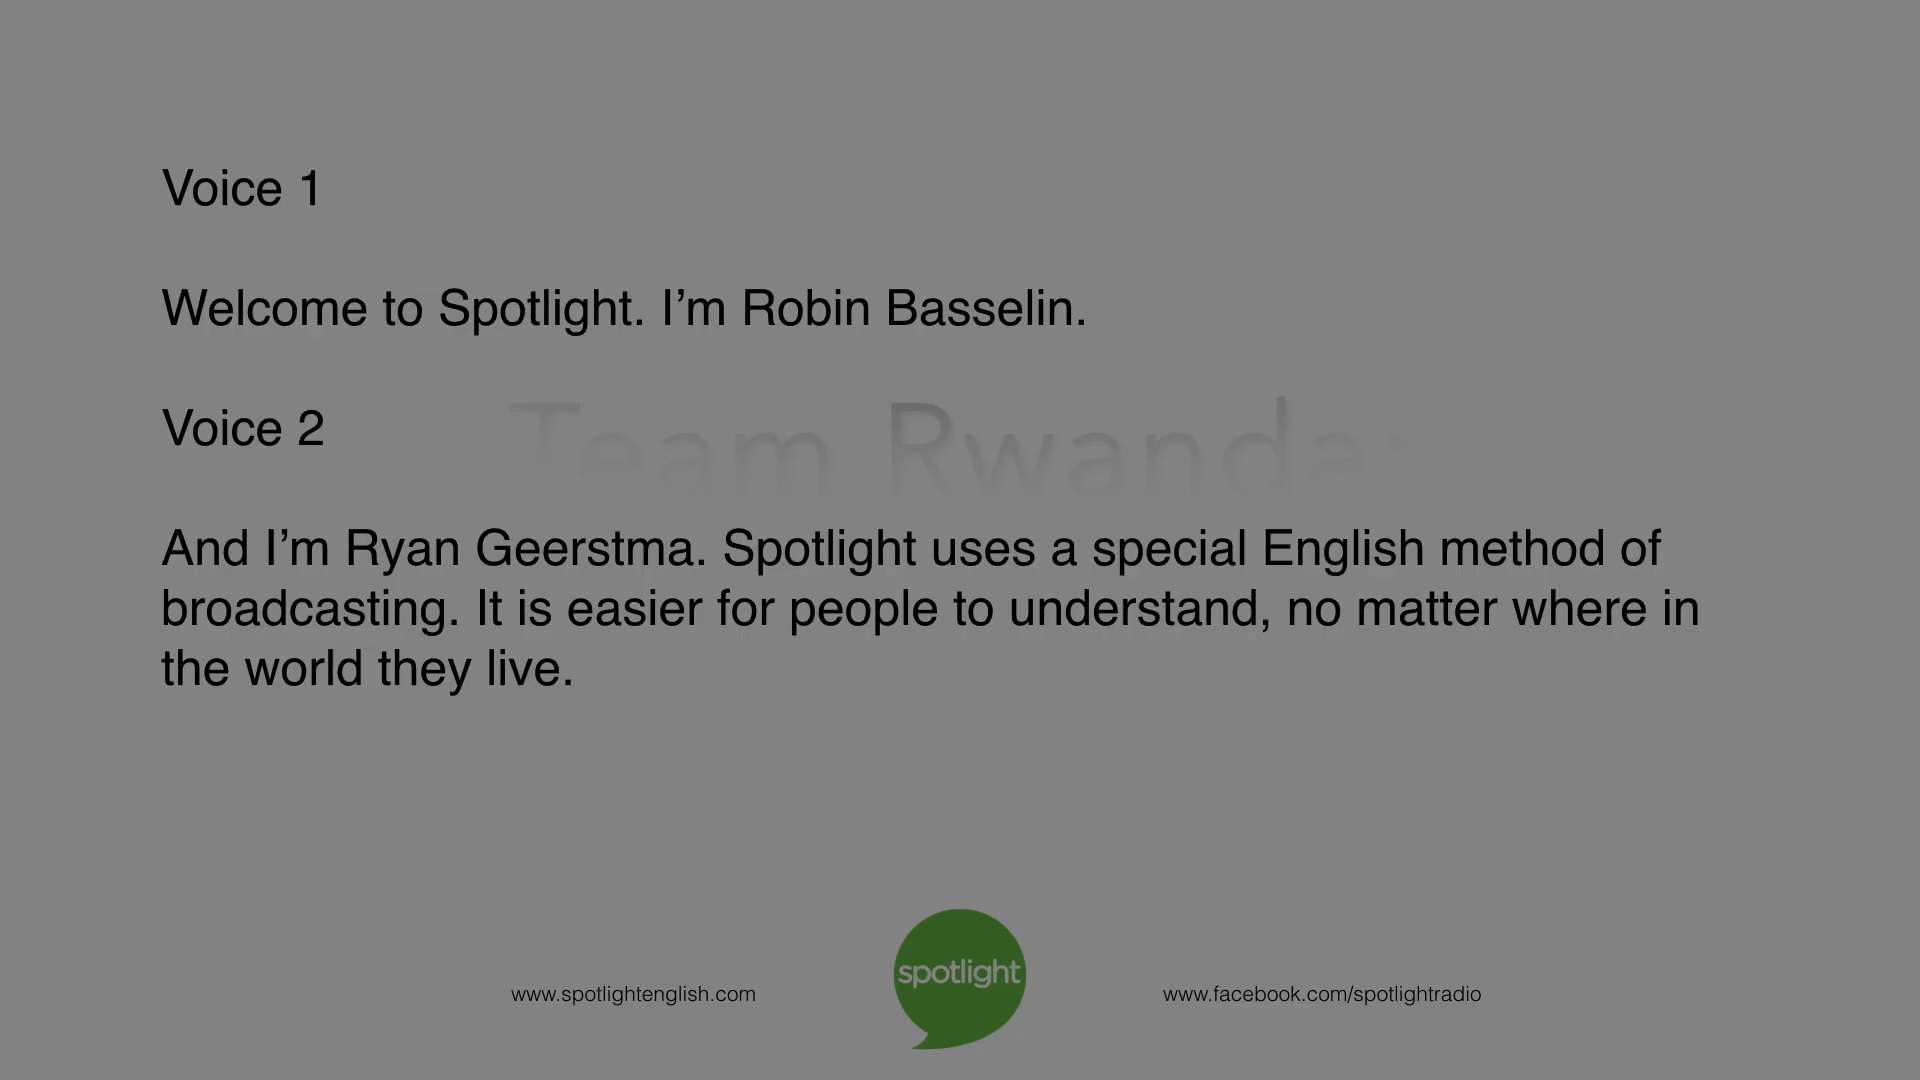 Voice 1
Welcome to Spotlight. I’m Robin Basselin.
Voice 2
Team Rwanda:
And I’m Ryan Geerstma. Spotlight uses a special English method of
broadcasting. It is easier for people to understand, no matter where in
the world they live.
spotlight
www.spotlightenglish.com
www.facebook.com/spotlightradio